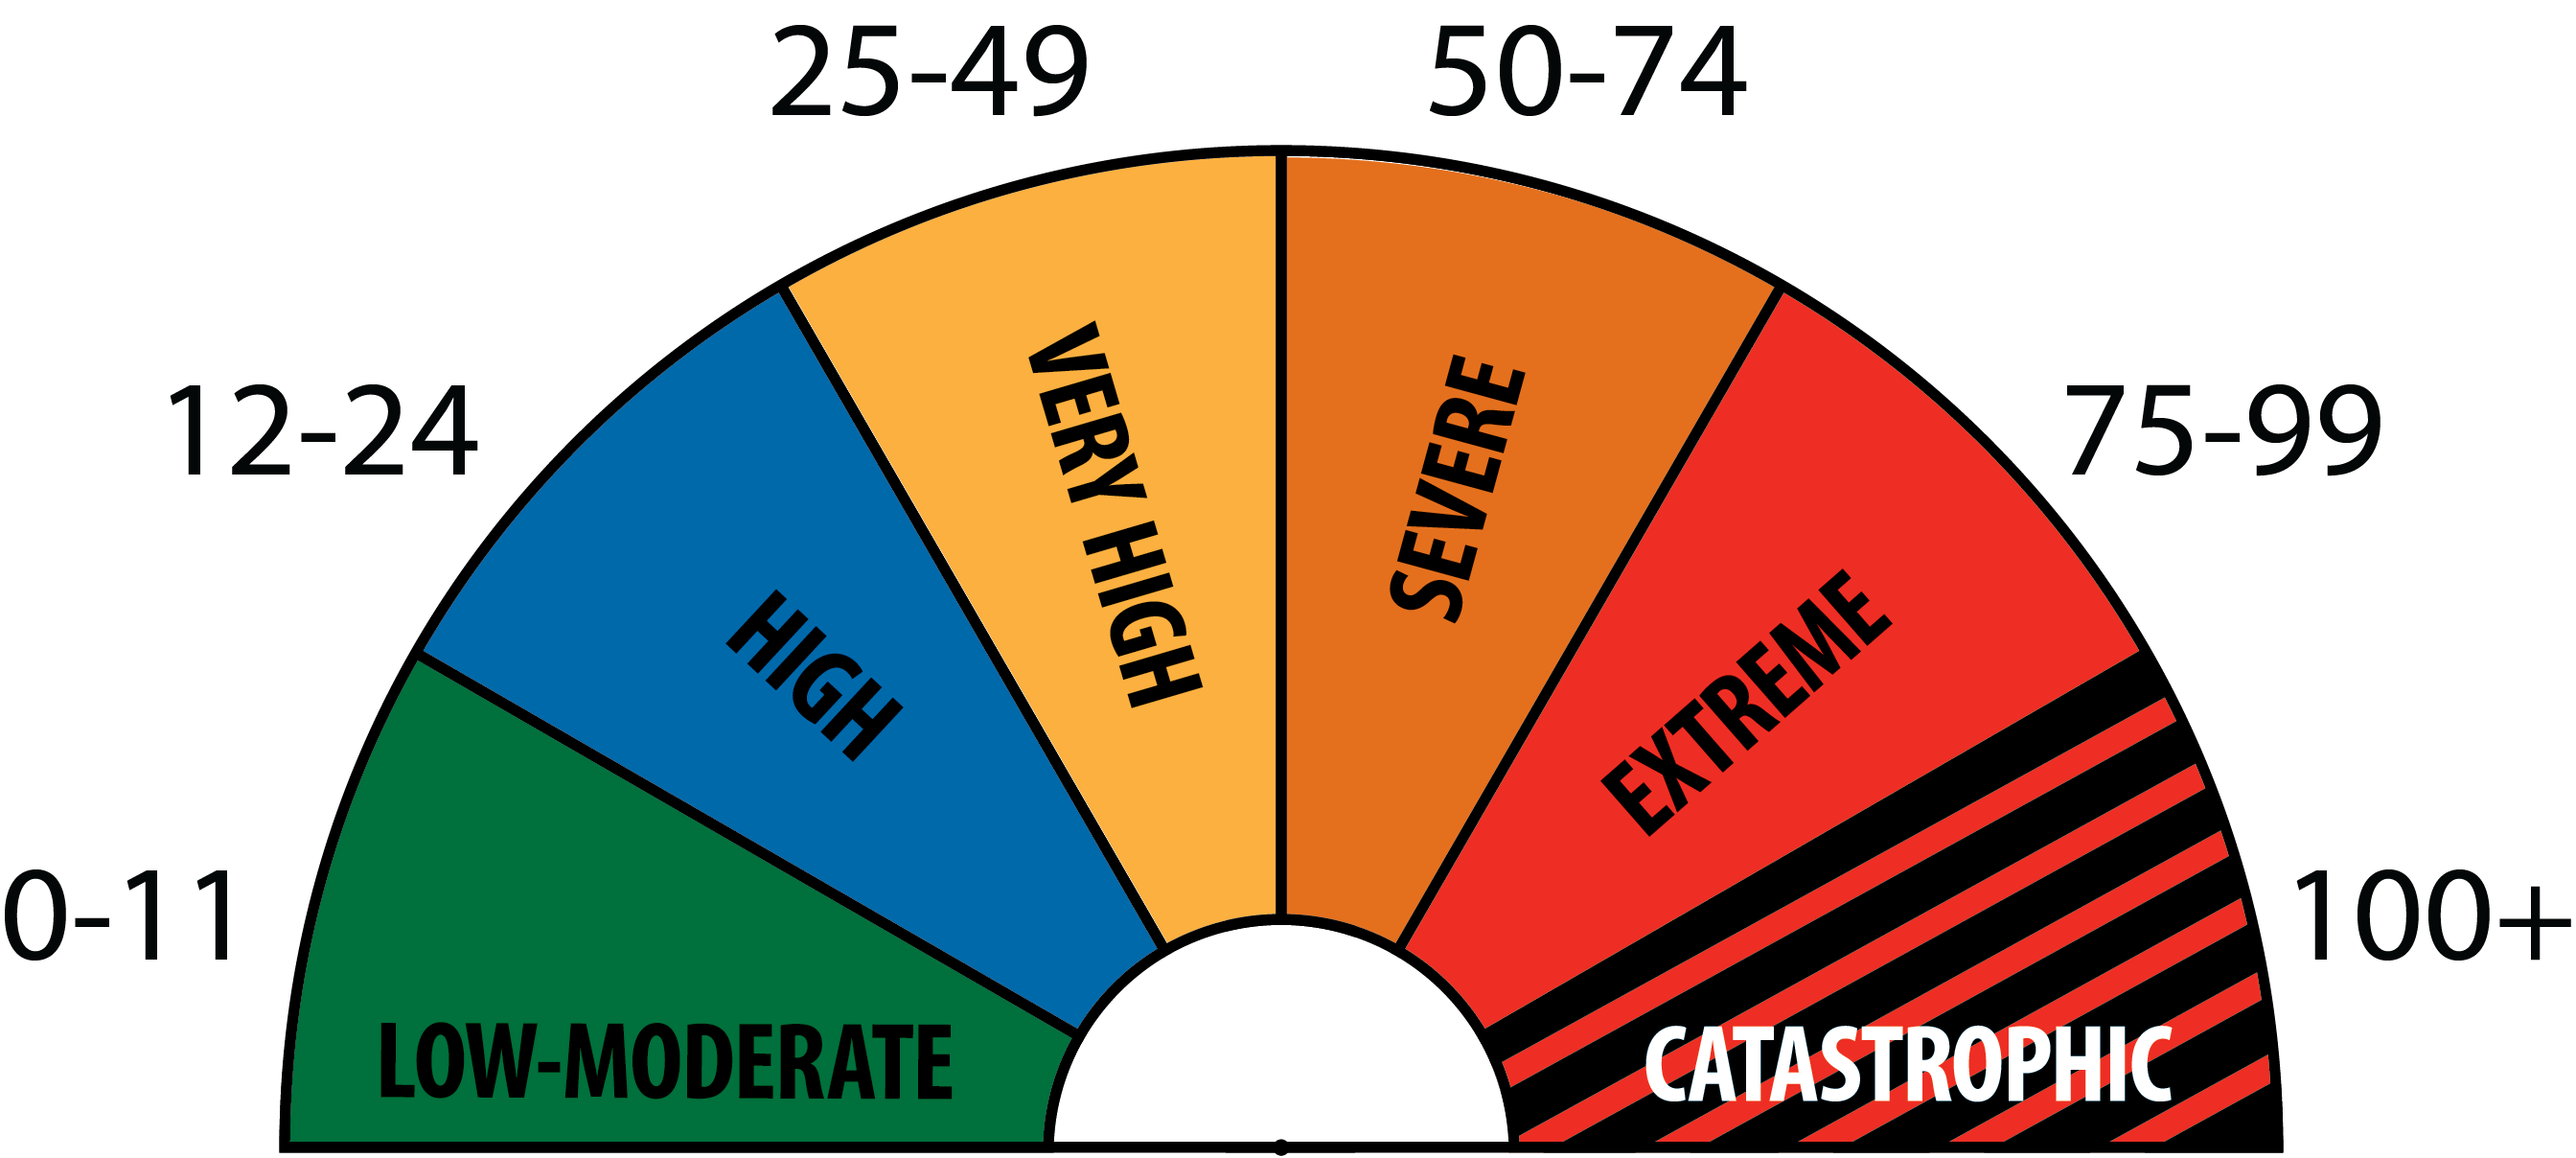 25-49
50-74
12-24
75-99
0-11
100+
LOW-MODERATE
HIGH
VERY HIGH
SEVERE
EXTREME
CATASTROPHIC